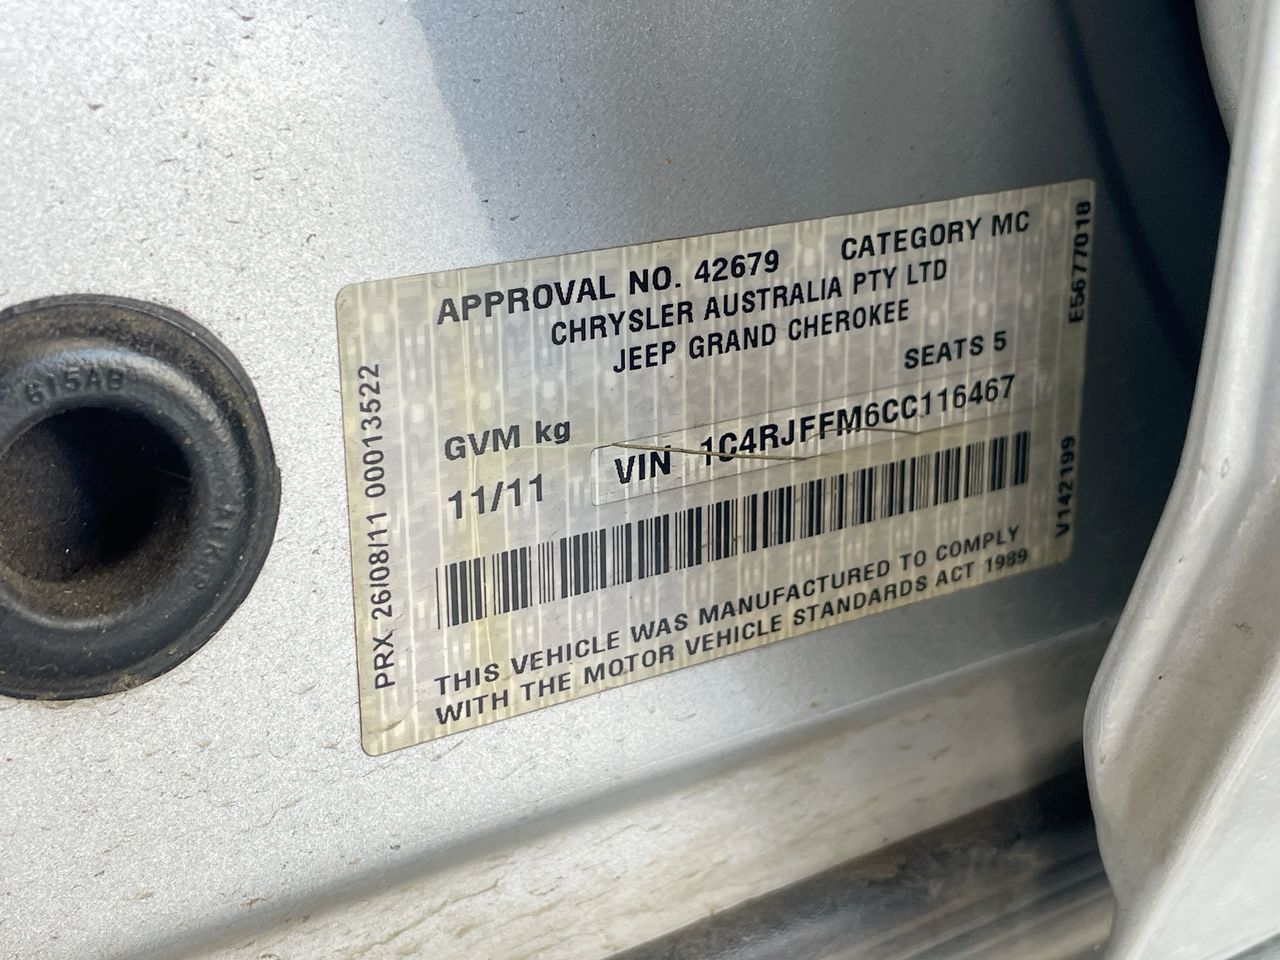 APPROVAL NO. 42679 CATEGORY MC
CHRYSLER AUSTRALIA PTY LTD
JEEP GRAND CHEROKEE
SEATS 5
GVM kg
11/11 VIN 1C4RJFFM6CC116467
THIS VEHICLE WAS MANUFACTURED TO COMPLY
WITH THE MOTOR VEHICLE STANDARDS ACT 1989
PRX 26/08/11 00013522
E5677018
V142199
615AB